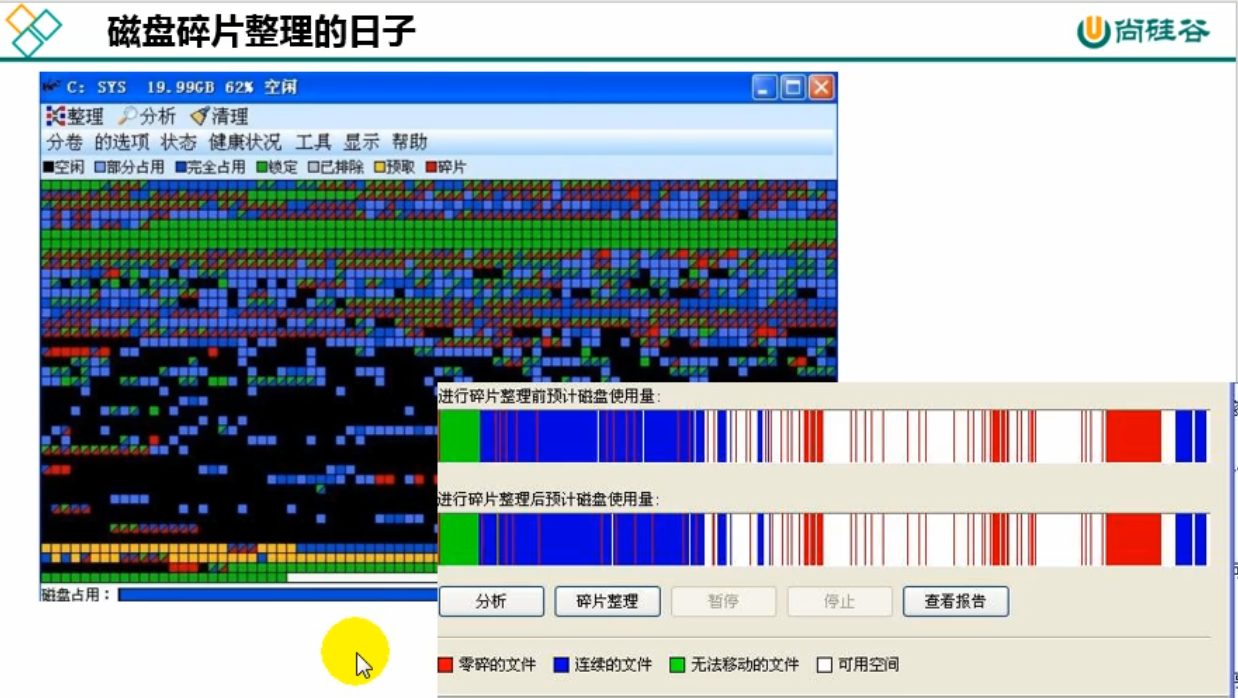 磁盘碎片整理的日子
尚硅谷
C: SYS 19.99GB 62% 空闲
整理 分析 清理
分卷 的选项 状态 健康状况 工具 显示 帮助
空闲 部分占用 完全占用 锁定 已排除 预取 碎片
进行碎片整理前预计磁盘使用量:
进行碎片整理后预计磁盘使用量:
磁盘占用:
分析 碎片整理 暂停 停止 查看报告
零碎的文件 连续的文件 无法移动的文件 可用空间